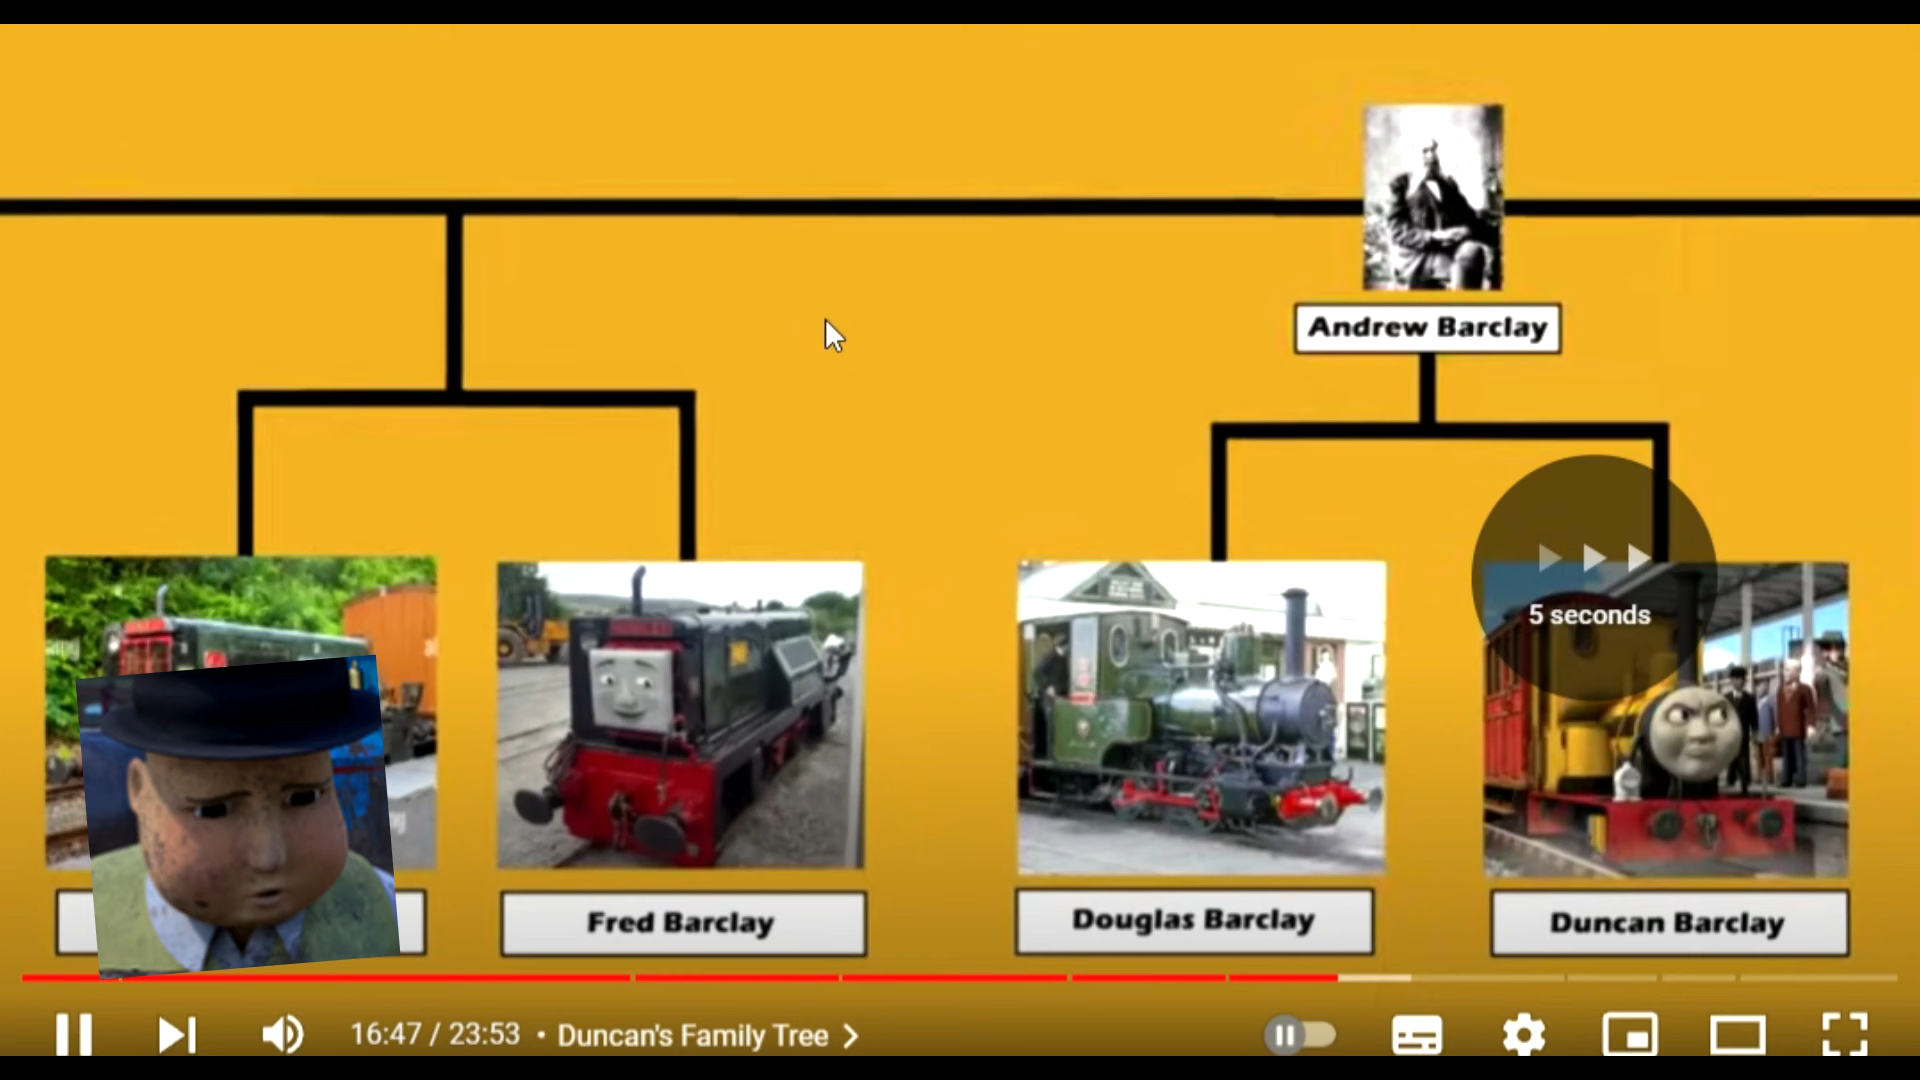 Andrew Barclay
5 seconds
Fred Barclay
Douglas Barclay
Duncan Barclay
16:47 / 23:53 • Duncan's Family Tree